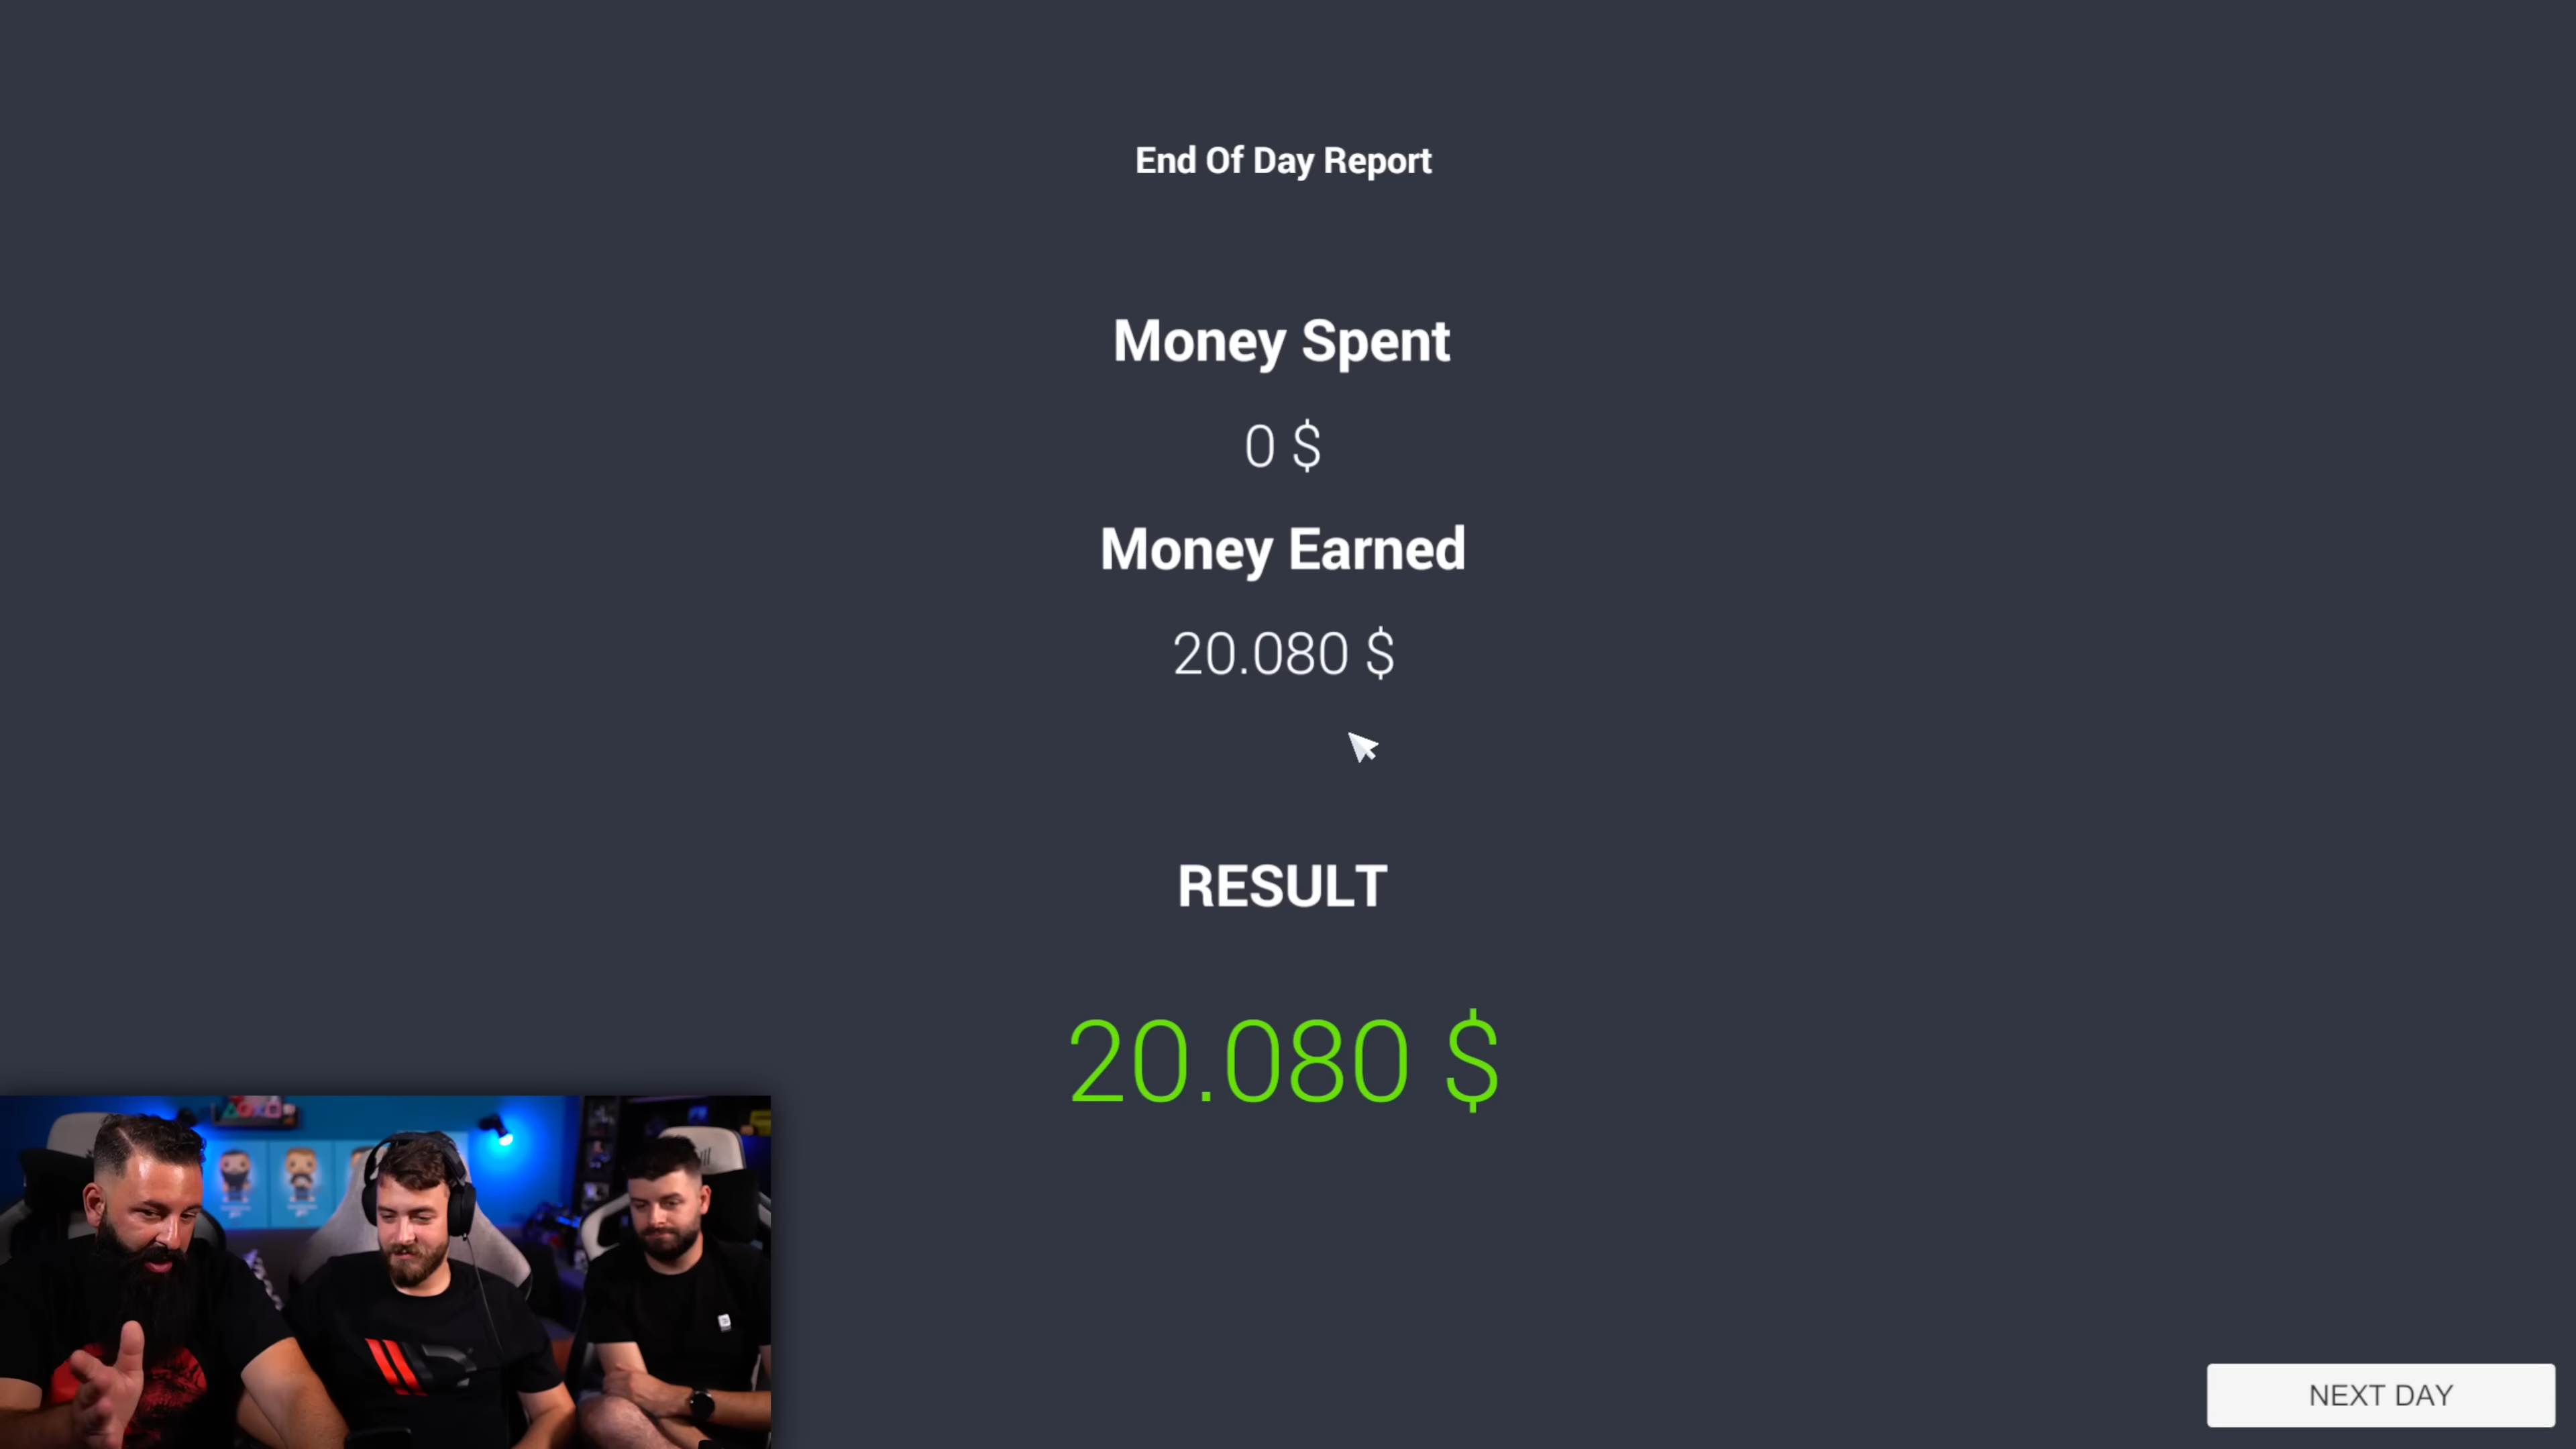 End Of Day Report
Money Spent
0 $
Money Earned
20.080 $
RESULT
20.080 $
NEXT DAY